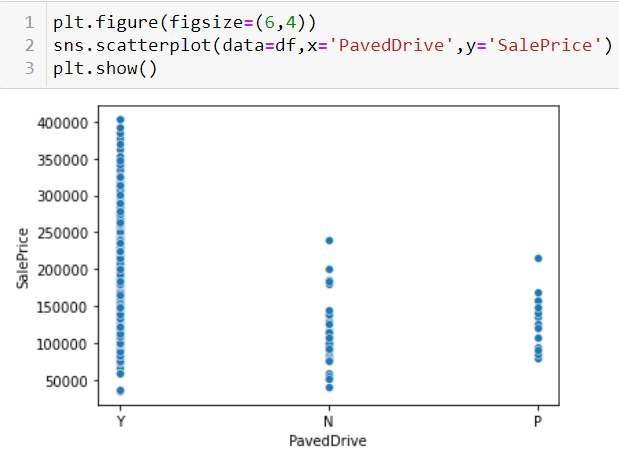 1 plt.figure(figsize=(6,4))
2 sns.scatterplot(data=df,x='PavedDrive',y='SalePrice')
3 plt.show()
400000
350000
300000
250000
200000
150000
100000
50000
SalePrice
Y N P
PavedDrive